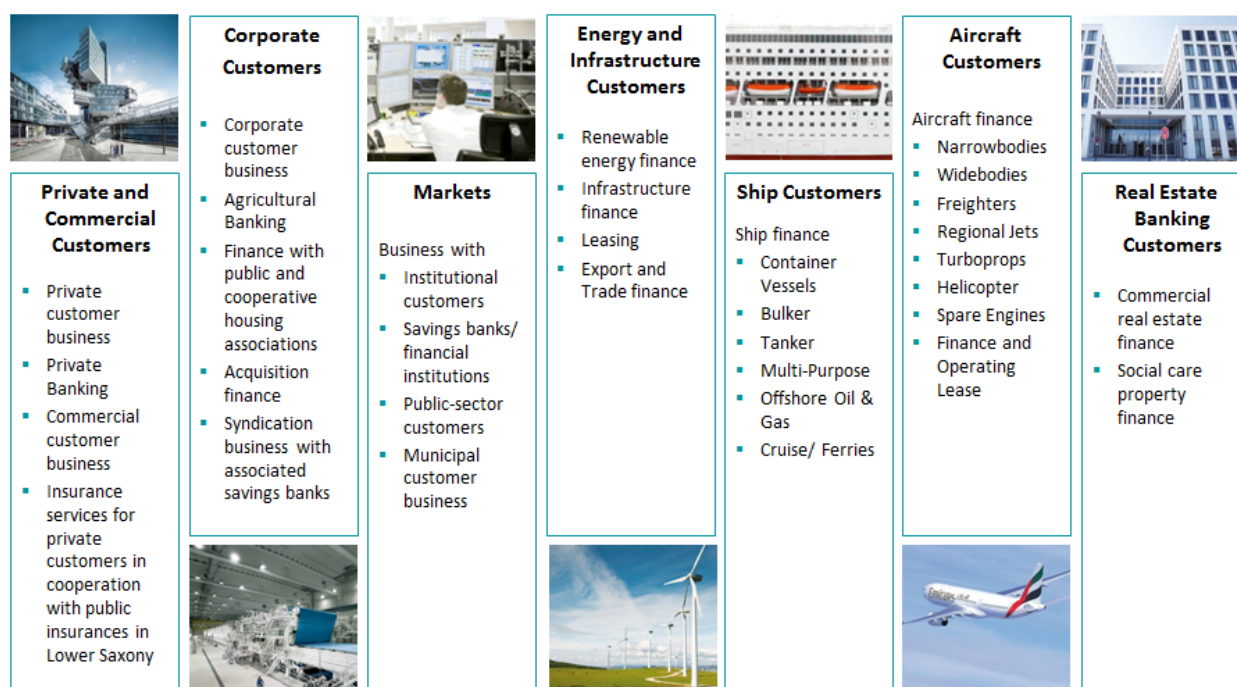 Private and
Commercial
Customers
Private
customer
business
Private
Banking
Commercial
customer
business
Insurance
services for
private
customers in
cooperation
with public
insurances in
Lower Saxony
Corporate
Customers
Corporate
customer
business
Agricultural
Banking
Finance with
public and
cooperative
housing
associations
Acquisition
finance
Syndication
business with
associated
savings banks
Markets
Business with
Institutional
customers
Savings banks/
financial
institutions
Public-sector
customers
Municipal
customer
business
Energy and
Infrastructure
Customers
Renewable
energy finance
Infrastructure
finance
Leasing
Export and
Trade finance
Ship Customers
Ship finance
Container
Vessels
Bulker
Tanker
Multi-Purpose
Offshore Oil &
Gas
Cruise/ Ferries
Aircraft
Customers
Aircraft finance
Narrowbodies
Widebodies
Freighters
Regional Jets
Turboprops
Helicopter
Spare Engines
Finance and
Operating
Lease
Emirates
Real Estate
Banking
Customers
Commercial
real estate
finance
Social care
property
finance